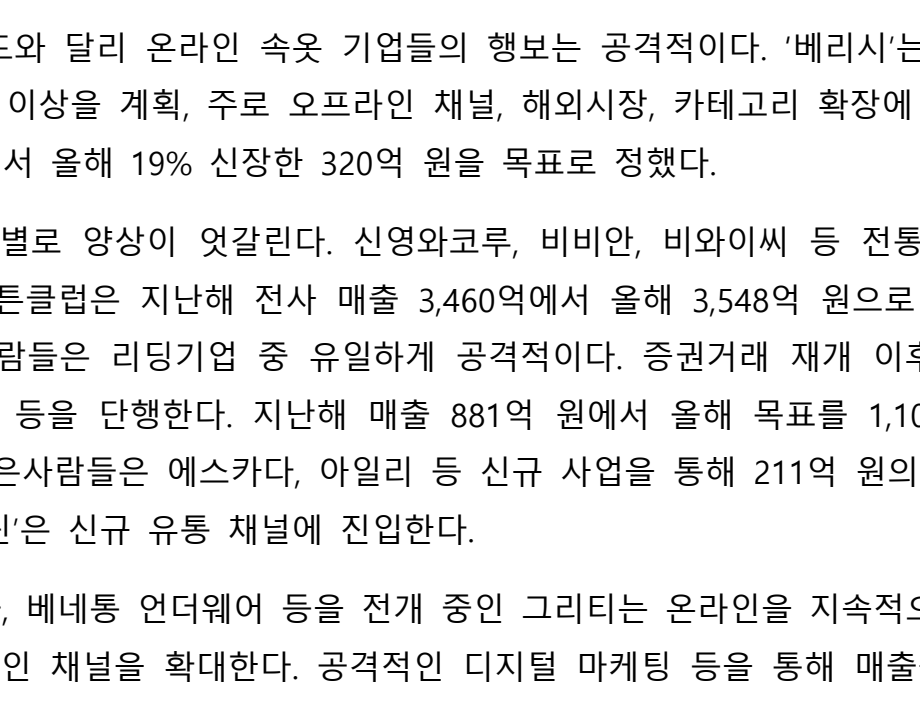 드와 달리 온라인 속옷 기업들의 행보는 공격적이다. ‘베리시’는
이상을 계획, 주로 오프라인 채널, 해외시장, 카테고리 확장에
서 올해 19% 신장한 320억 원을 목표로 정했다.
별로 양상이 엇갈린다. 신영와코루, 비비안, 비와이씨 등 전통
튼클럽은 지난해 전사 매출 3,460억에서 올해 3,548억 원으로
람들은 리딩기업 중 유일하게 공격적이다. 증권거래 재개 이후
등을 단행한다. 지난해 매출 881억 원에서 올해 목표를 1,10
은사람들은 에스카다, 아일리 등 신규 사업을 통해 211억 원의
’은 신규 유통 채널에 진입한다.
, 베네통 언더웨어 등을 전개 중인 그리티는 온라인을 지속적으
인 채널을 확대한다. 공격적인 디지털 마케팅 등을 통해 매출